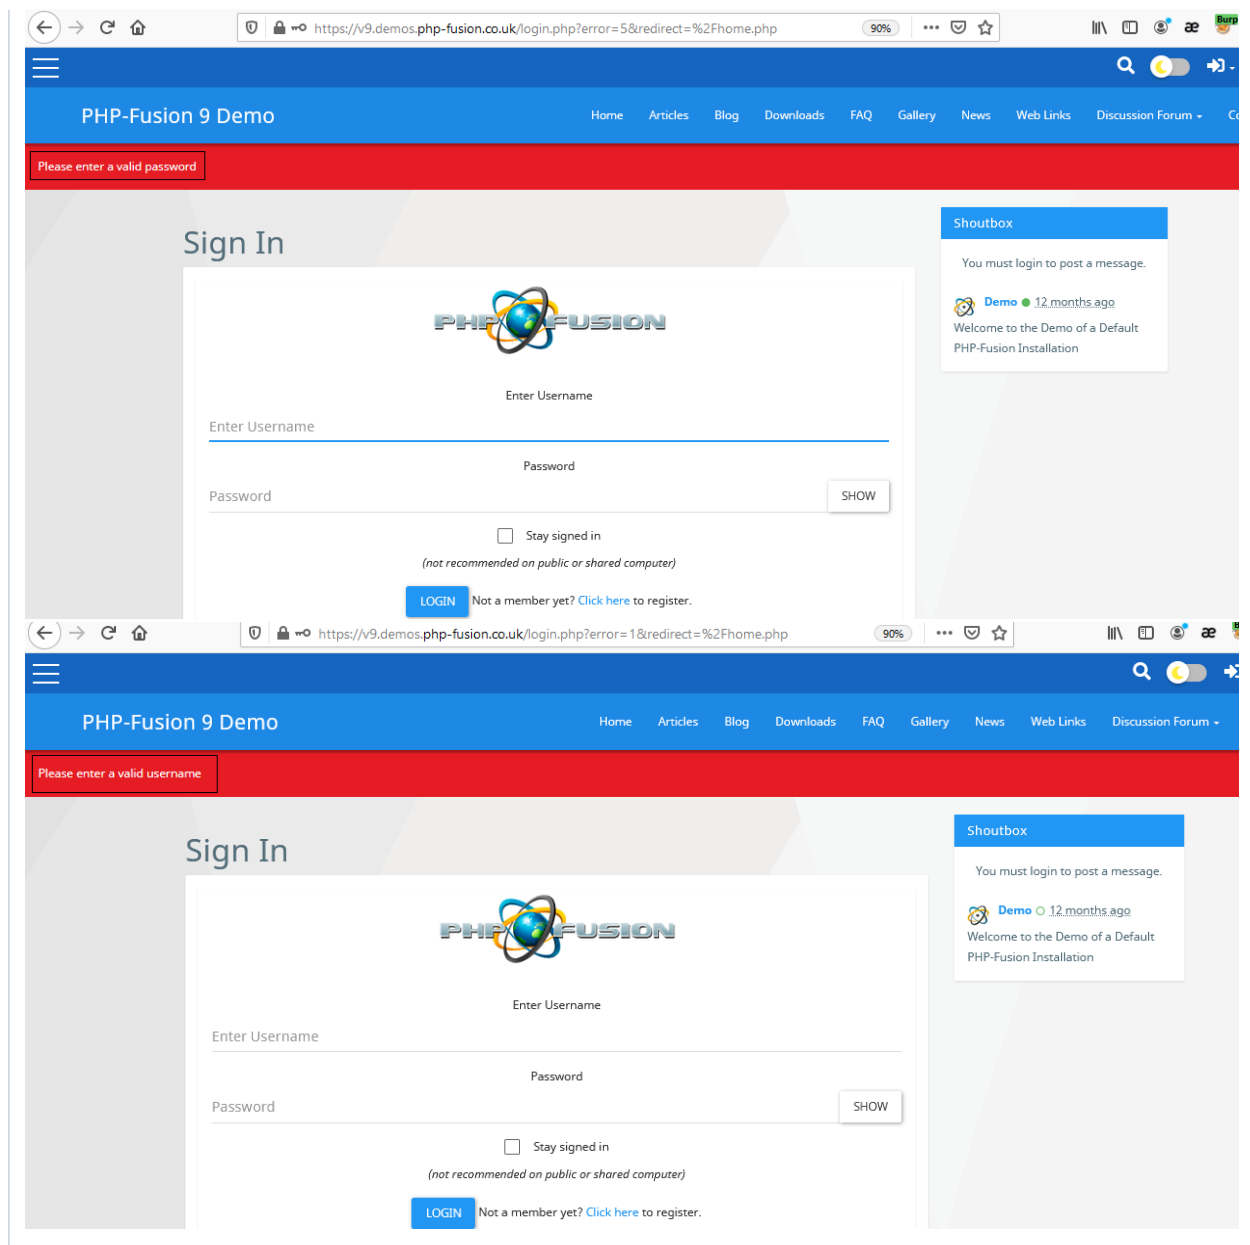 https://v9.demos.php-fusion.co.uk/login.php?error=5&redirect=%2Fhome.php 90%
Burp
PHP-Fusion 9 Demo Home Articles Blog Downloads FAQ Gallery News Web Links Discussion Forum Co
Please enter a valid password
Sign In
PHP FUSION
Enter Username
Enter Username
Password
Password SHOW
Stay signed in
(not recommended on public or shared computer)
LOGIN Not a member yet? Click here to register.
Shoutbox
You must login to post a message.
Demo 12 months ago
Welcome to the Demo of a Default
PHP-Fusion Installation
https://v9.demos.php-fusion.co.uk/login.php?error=1&redirect=%2Fhome.php 90%
PHP-Fusion 9 Demo Home Articles Blog Downloads FAQ Gallery News Web Links Discussion Forum
Please enter a valid username
Sign In
PHP FUSION
Enter Username
Enter Username
Password
Password SHOW
Stay signed in
(not recommended on public or shared computer)
LOGIN Not a member yet? Click here to register.
Shoutbox
You must login to post a message.
Demo 12 months ago
Welcome to the Demo of a Default
PHP-Fusion Installation